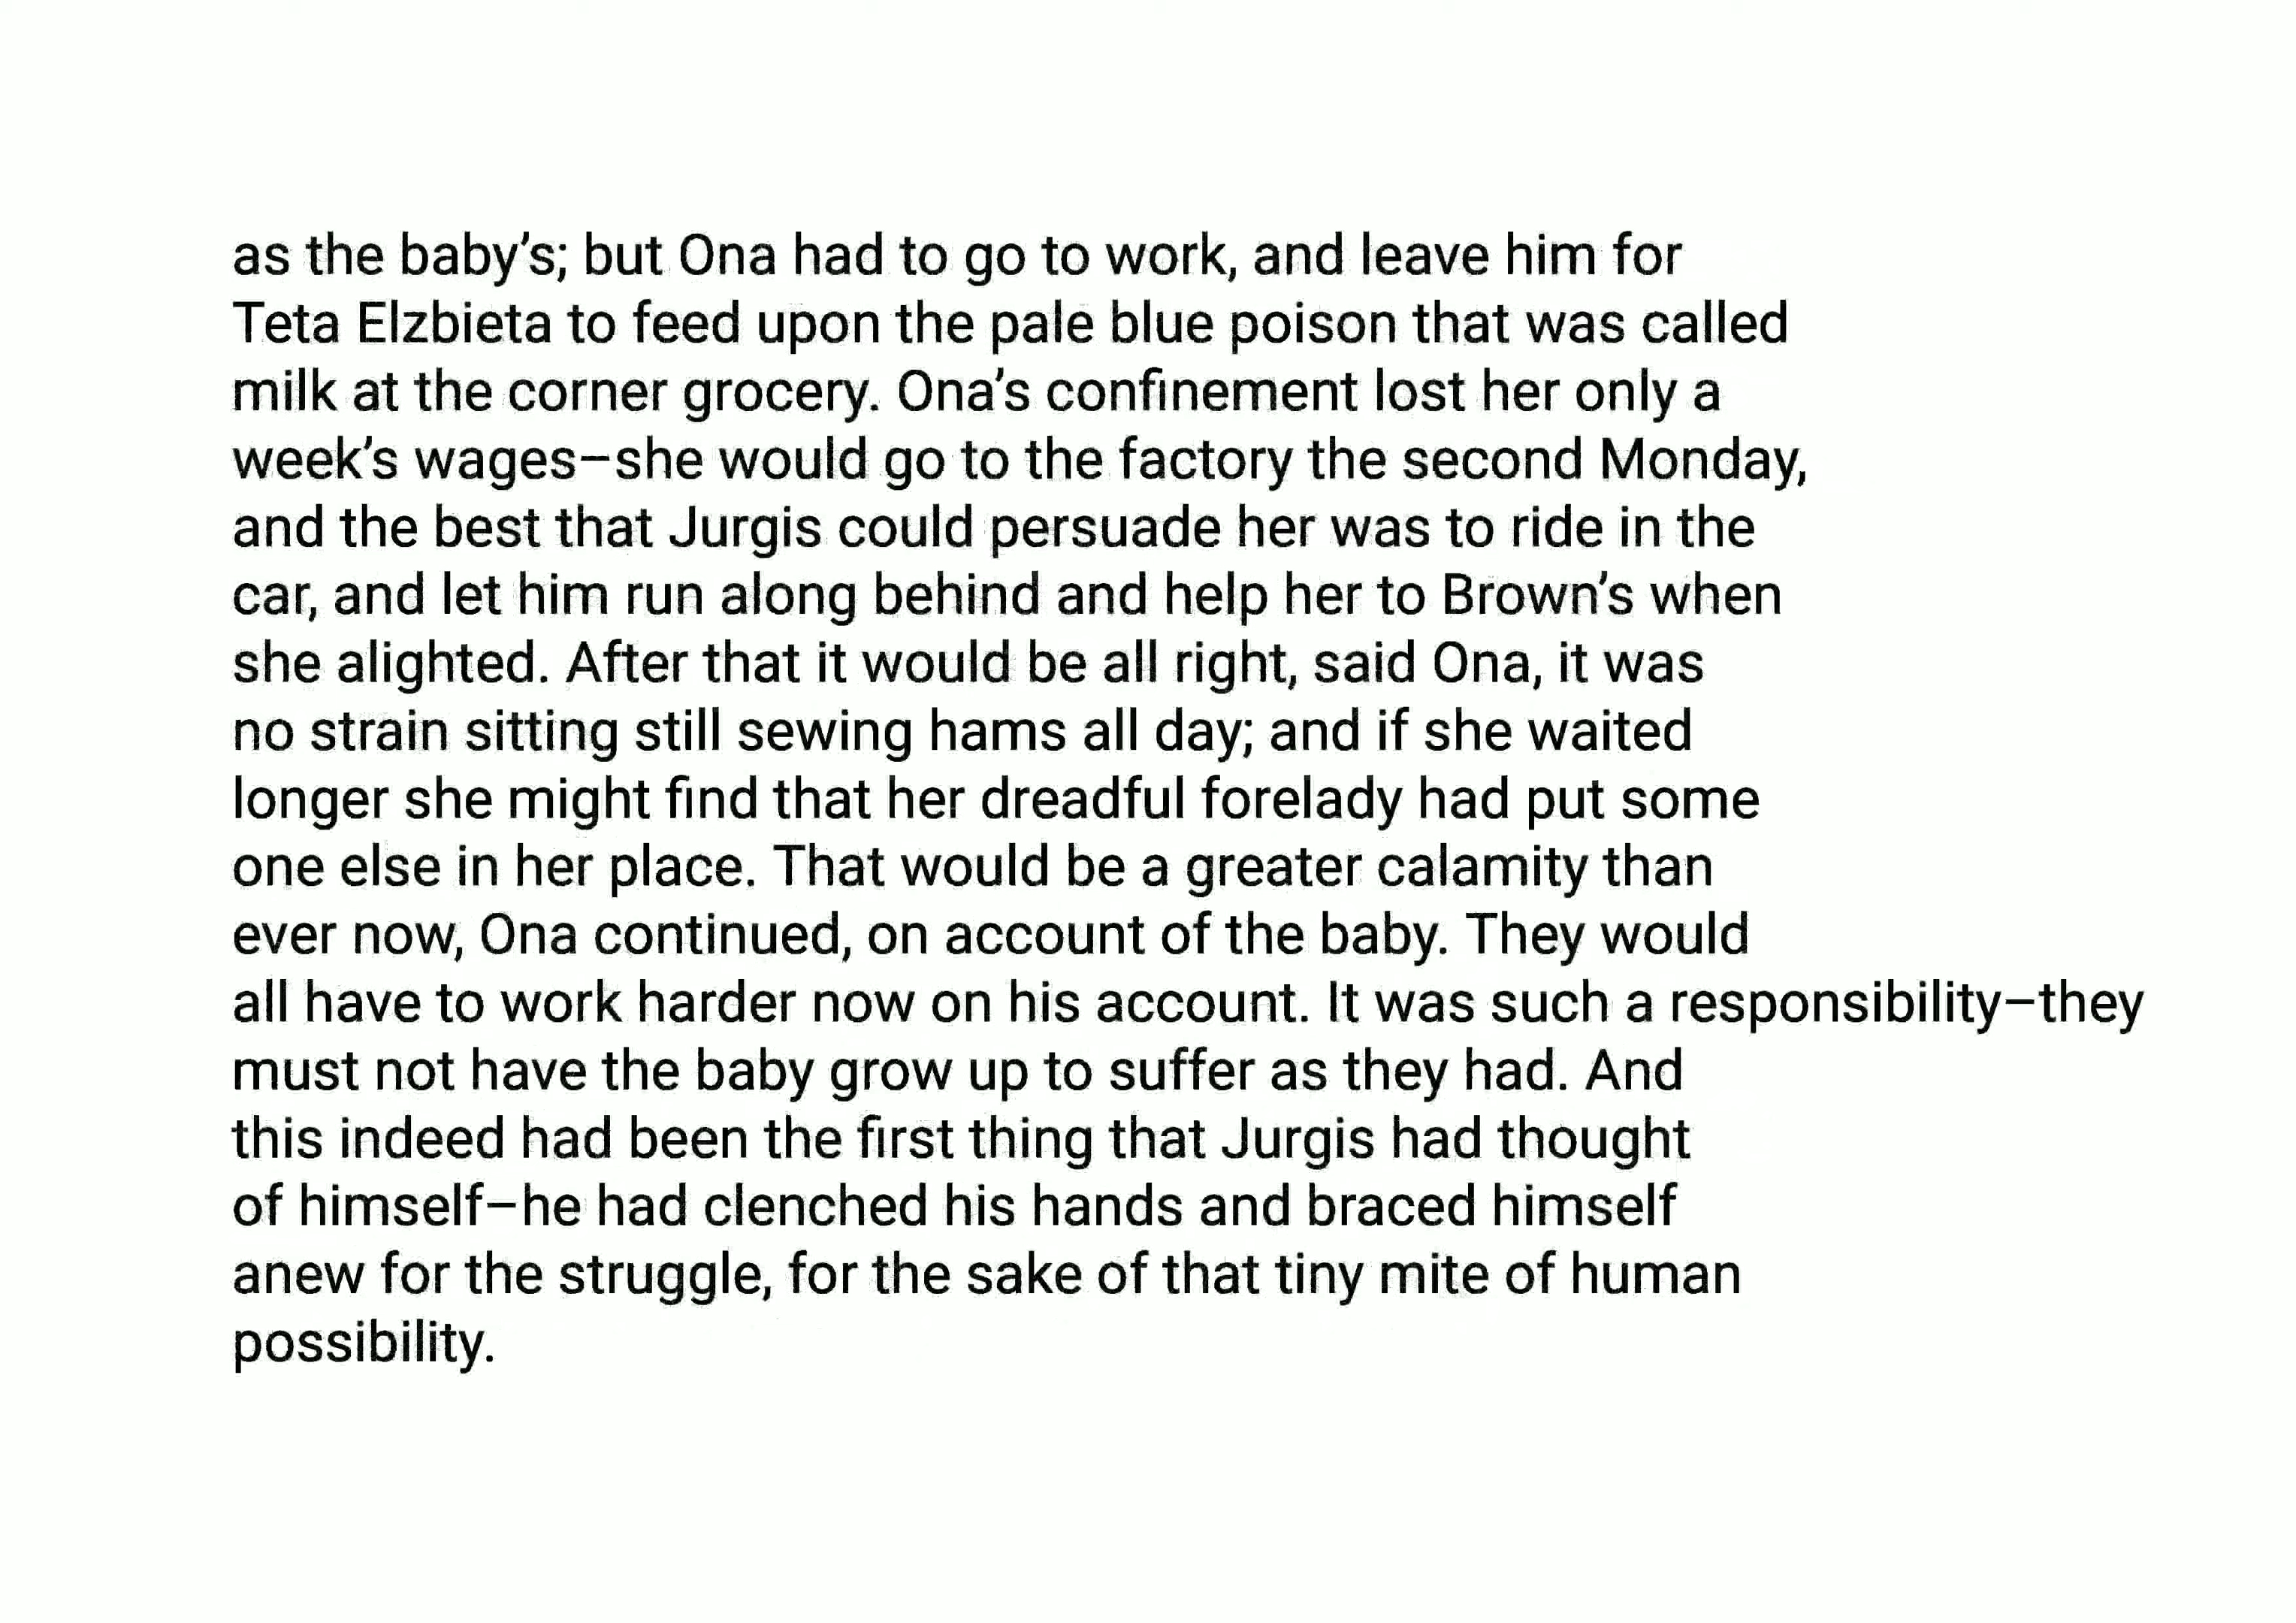 as the baby’s; but Ona had to go to work, and leave him for
Teta Elzbieta to feed upon the pale blue poison that was called
milk at the corner grocery. Ona’s confinement lost her only a
week’s wages–she would go to the factory the second Monday,
and the best that Jurgis could persuade her was to ride in the
car, and let him run along behind and help her to Brown’s when
she alighted. After that it would be all right, said Ona, it was
no strain sitting still sewing hams all day; and if she waited
longer she might find that her dreadful forelady had put some
one else in her place. That would be a greater calamity than
ever now, Ona continued, on account of the baby. They would
all have to work harder now on his account. It was such a responsibility–they
must not have the baby grow up to suffer as they had. And
this indeed had been the first thing that Jurgis had thought
of himself–he had clenched his hands and braced himself
anew for the struggle, for the sake of that tiny mite of human
possibility.